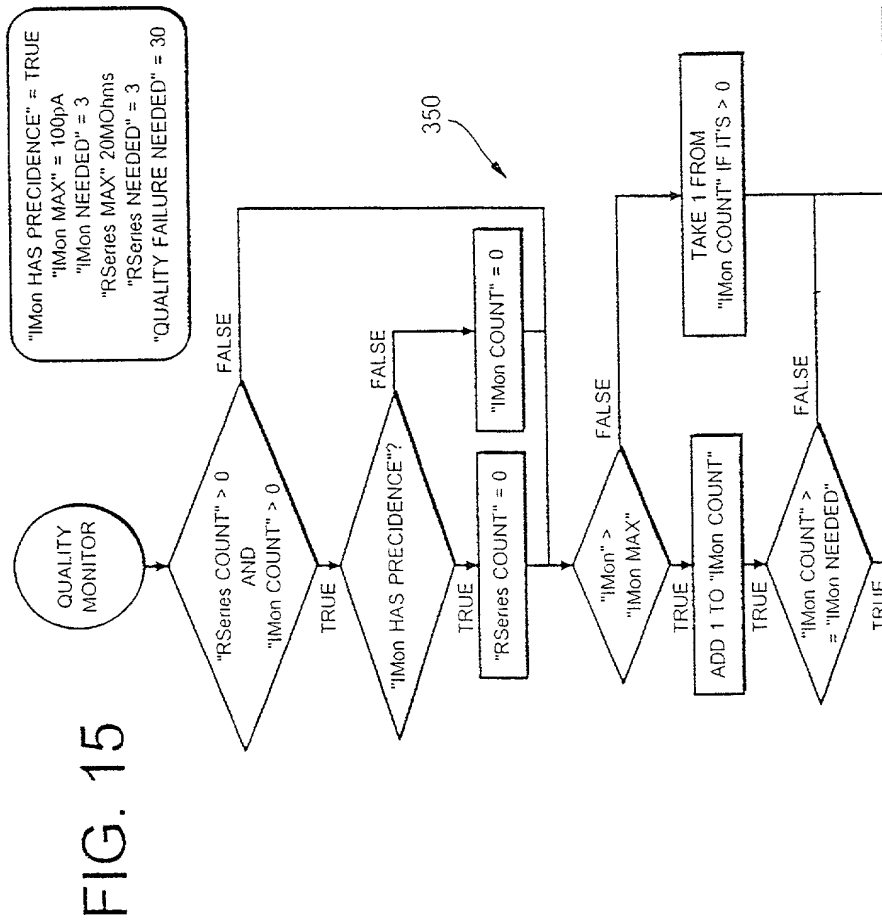 FIG. 15
"IMon HAS PRECIDENCE" = TRUE
"IMon MAX" = 100pA
"IMon NEEDED" = 3
"RSeries MAX" 20MOhms
"RSeries NEEDED" = 3
"QUALITY FAILURE NEEDED" = 30
350
QUALITY
MONITOR
"RSeries COUNT" > 0
AND
"IMon COUNT" > 0
FALSE
TRUE
"IMon HAS PRECIDENCE"?
FALSE
TRUE
"RSeries COUNT" = 0
"IMon COUNT" = 0
"IMon" >
"IMon MAX"
FALSE
TRUE
ADD 1 TO "IMon COUNT"
TAKE 1 FROM
"IMon COUNT" IF IT'S > 0
TRUE
"IMon COUNT" >
= "IMon NEEDED"
FALSE
TRUE